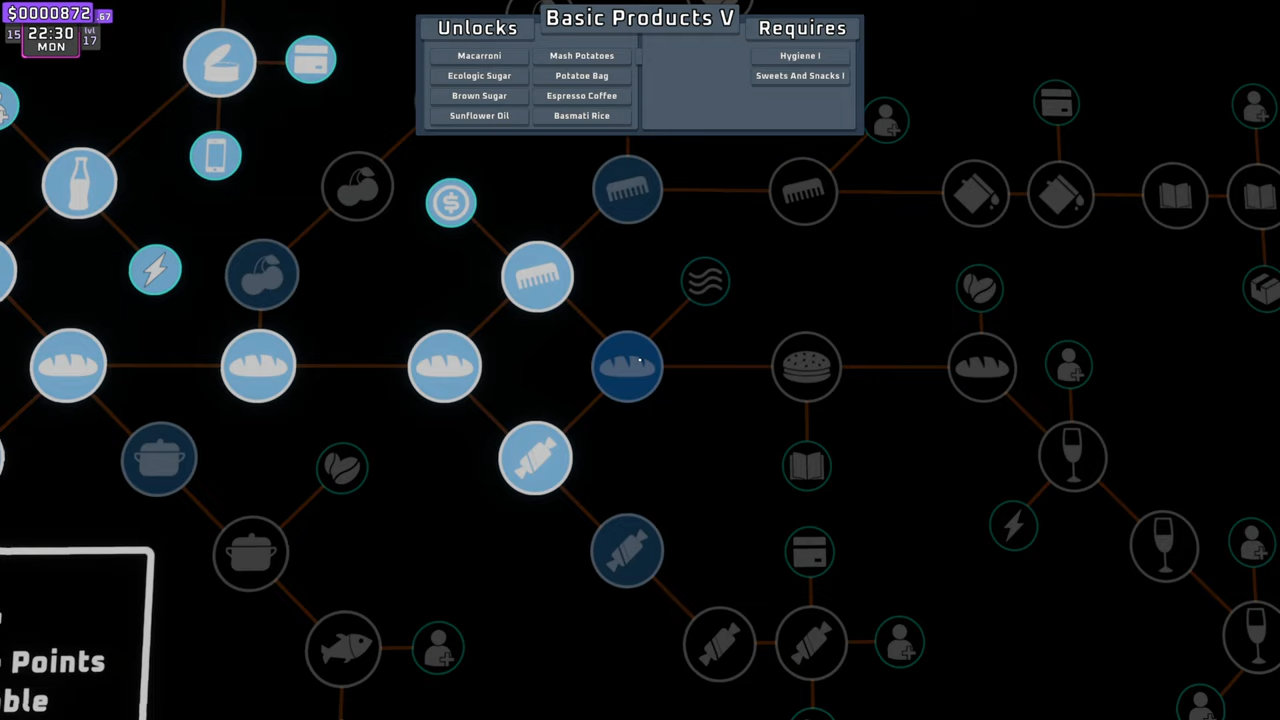 $0000872.67
15 22:30 lvl 17
MON
Basic Products V
Unlocks
Requires
Macarroni
Mash Potatoes
Ecologic Sugar
Potatoe Bag
Brown Sugar
Espresso Coffee
Sunflower Oil
Basmati Rice
Hygiene I
Sweets And Snacks I
Points